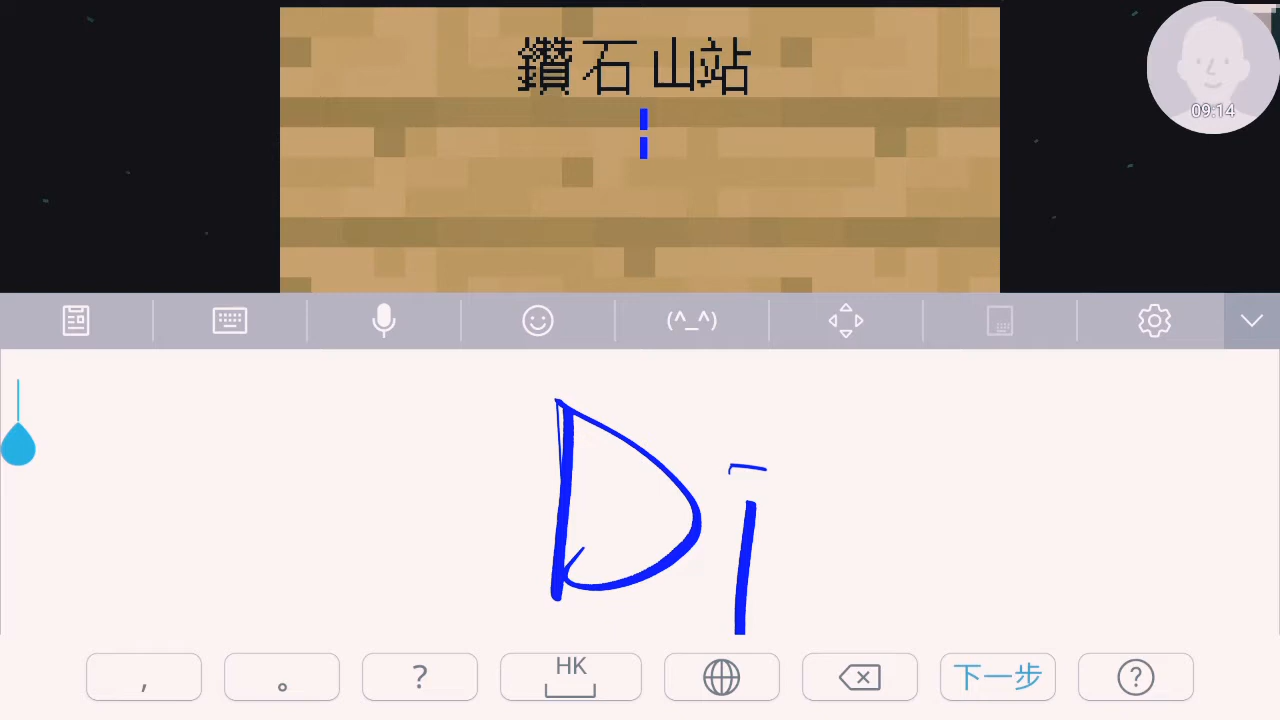 鑽石山站
09:14
(^_^)
Di
, 。 ? HK 下一步 ?